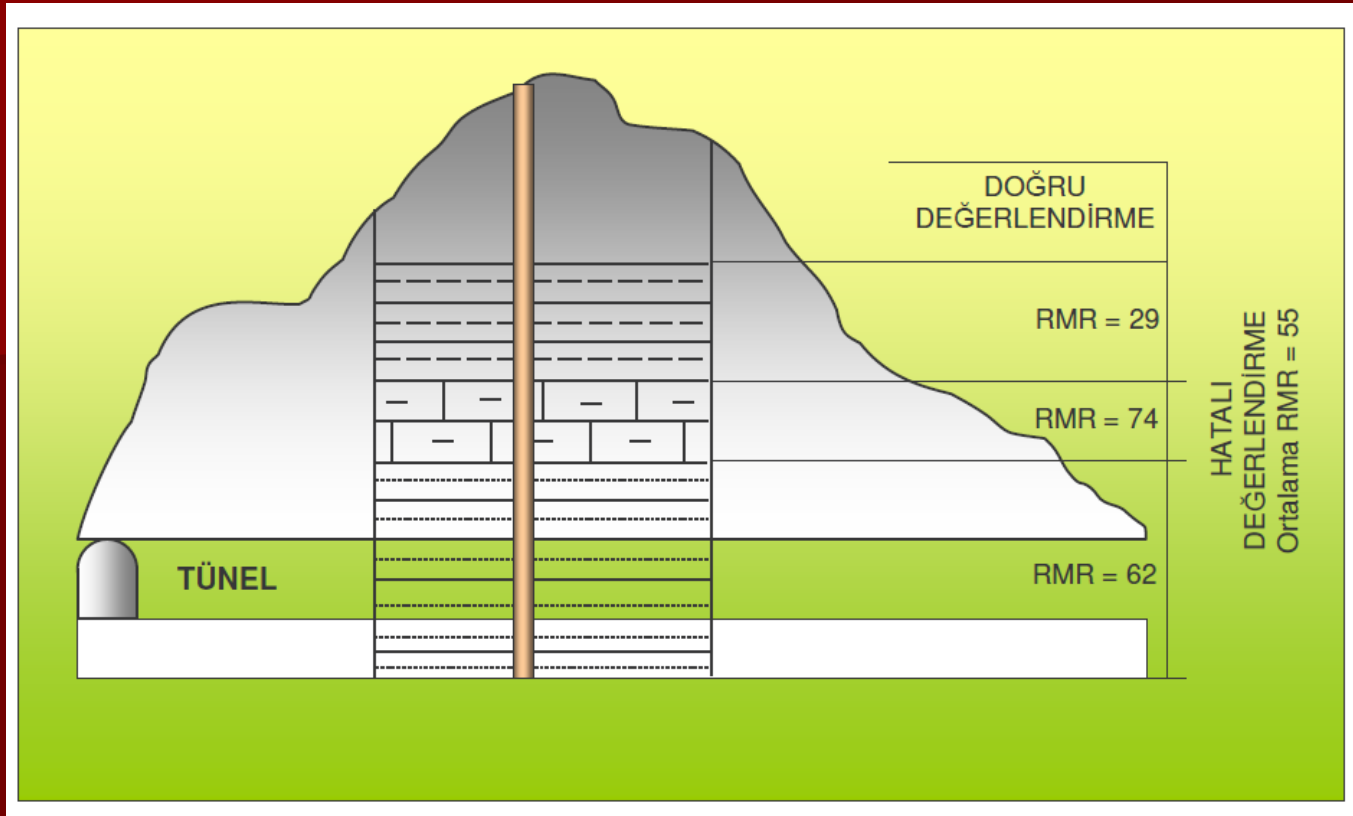 DOĞRU
DEĞERLENDİRME
RMR = 29
RMR = 74
RMR = 62
TÜNEL
HATALI
DEĞERLENDİRME
Ortalama RMR = 55